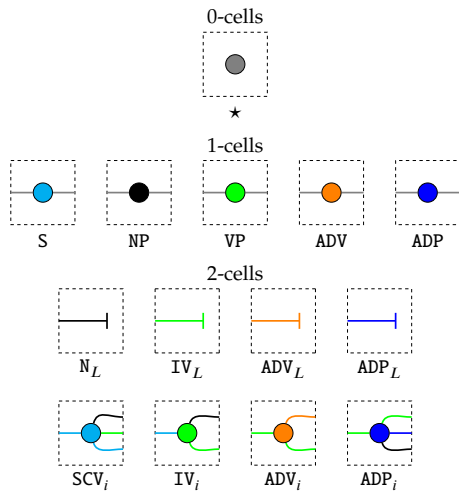 0-cells
⋆
1-cells
S NP VP ADV ADP
2-cells
N_L IV_L ADV_L ADP_L
SCV_i IV_i ADV_i ADP_i